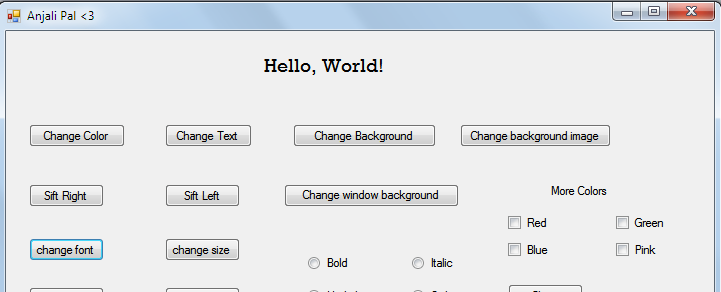 Anjali Pal <3
Hello, World!
Change Color
Change Text
Change Background
Change background image
Sift Right
Sift Left
Change window background
More Colors
Red
Green
change font
change size
Blue
Pink
Bold
Italic